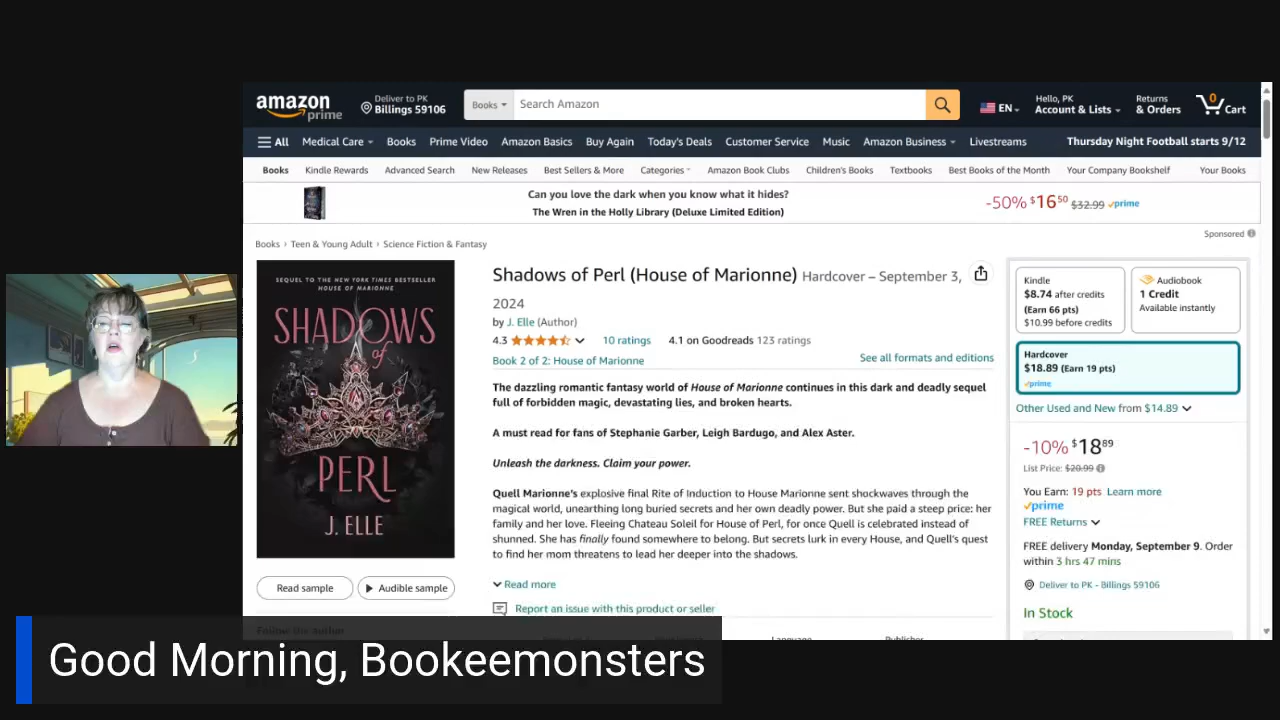 amazon
prime
Deliver to PK
Billings 59106
Books
Search Amazon
EN
Hello, PK
Account & Lists
Returns
& Orders
0
Cart
All
Medical Care
Books
Prime Video
Amazon Basics
Buy Again
Today's Deals
Customer Service
Music
Amazon Business
Livestreams
Thursday Night Football starts 9/12
Books
Kindle Rewards
Advanced Search
New Releases
Best Sellers & More
Categories
Amazon Book Clubs
Children's Books
Textbooks
Best Books of the Month
Your Company Bookshelf
Your Books
Can you love the dark when you know what it hides?
The Wren in the Holly Library (Deluxe Limited Edition)
-50% $16 50 $32.99 prime
Sponsored
Books › Teen & Young Adult › Science Fiction & Fantasy
SEQUEL TO THE NEW YORK TIMES BESTSELLER
HOUSE OF MARIONNE
SHADOWS
of
PERL
J. ELLE
Read sample
Audible sample
Shadows of Perl (House of Marionne) Hardcover – September 3,
2024
by J. Elle (Author)
4.3
10 ratings
4.1 on Goodreads 123 ratings
Book 2 of 2: House of Marionne
See all formats and editions
The dazzling romantic fantasy world of House of Marionne continues in this dark and deadly sequel
full of forbidden magic, devastating lies, and broken hearts.
A must read for fans of Stephanie Garber, Leigh Bardugo, and Alex Aster.
Unleash the darkness. Claim your power.
Quell Marionne's explosive final Rite of Induction to House Marionne sent shockwaves through the
magical world, unearthing long buried secrets and her own deadly power. But she paid a steep price: her
family and her love. Fleeing Chateau Soleil for House of Perl, for once Quell is celebrated instead of
shunned. She has finally found somewhere to belong. But secrets lurk in every House, and Quell's quest
to find her mom threatens to lead her deeper into the shadows.
Read more
Report an issue with this product or seller
Language
Publisher
Kindle
$8.74 after credits
(Earn 66 pts)
$10.99 before credits
Audiobook
1 Credit
Available instantly
Hardcover
$18.89 (Earn 19 pts)
prime
Other Used and New from $14.89
-10% $18 89
List Price: $20.99
You Earn: 19 pts Learn more
prime
FREE Returns
FREE delivery Monday, September 9. Order
within 3 hrs 47 mins
Deliver to PK - Billings 59106
In Stock
Follow the author
Good Morning, Bookeemonsters